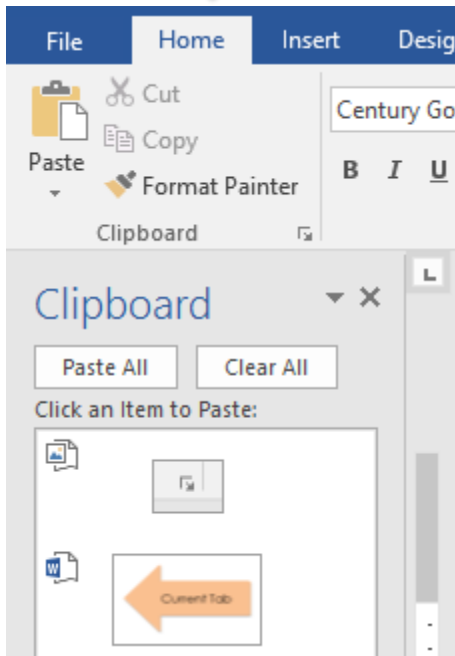 File Home Insert Desig
Cut
Century Go
Copy
Paste
B I U
Format Painter
Clipboard
Clipboard
L
Paste All Clear All
Click an Item to Paste:
Current Tab